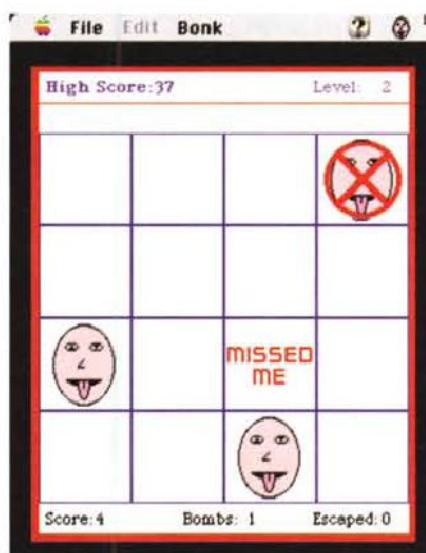 File Edit Bonk
High Score:37 Level: 2
MISSED
ME
Score:4 Bombs: 1 Escaped:0